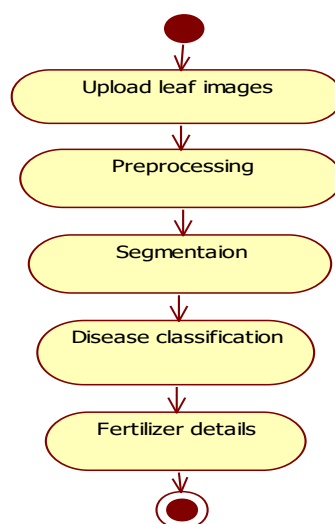 Upload leaf images
Preprocessing
Segmentaion
Disease classification
Fertilizer details